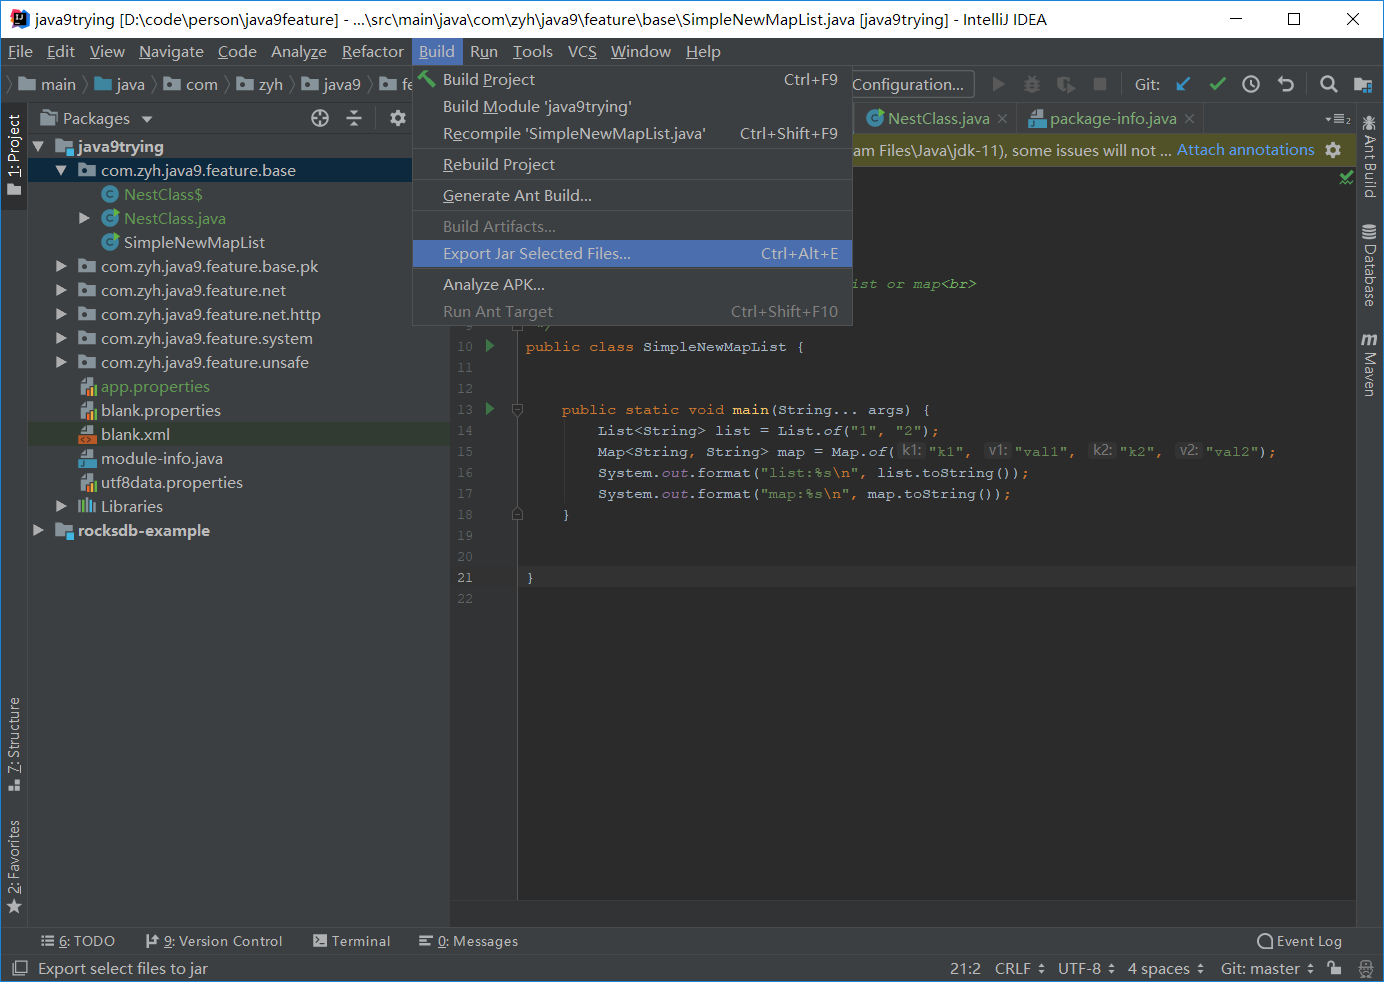 java9trying [D:\code\person\java9feature] - ...\src\main\java\com\zyh\java9\feature\base\SimpleNewMapList.java [java9trying] - IntelliJ IDEA
File Edit View Navigate Code Analyze Refactor Build Run Tools VCS Window Help
main java com zyh java9 fe
Configuration... Git:
Build Project Ctrl+F9
Build Module 'java9trying'
Recompile 'SimpleNewMapList.java' Ctrl+Shift+F9
Rebuild Project
Generate Ant Build...
Build Artifacts...
Export Jar Selected Files... Ctrl+Alt+E
Analyze APK...
Run Ant Target Ctrl+Shift+F10
1: Project
7: Structure
2: Favorites
Packages
java9trying
com.zyh.java9.feature.base
NestClass$
NestClass.java
SimpleNewMapList
com.zyh.java9.feature.base.pk
com.zyh.java9.feature.net
com.zyh.java9.feature.net.http
com.zyh.java9.feature.system
com.zyh.java9.feature.unsafe
app.properties
blank.properties
blank.xml
module-info.java
utf8data.properties
Libraries
rocksdb-example
NestClass.java package-info.java
2
am Files\Java\jdk-11), some issues will not ... Attach annotations
ist or map<br>
9 */
10 public class SimpleNewMapList {
11
12
13 public static void main(String... args) {
14 List<String> list = List.of("1", "2");
15 Map<String, String> map = Map.of( k1: "k1", v1: "val1", k2: "k2", v2: "val2");
16 System.out.format("list:%s\n", list.toString());
17 System.out.format("map:%s\n", map.toString());
18 }
19
20
21 }
22
Ant Build
Database
m Maven
6: TODO 9: Version Control Terminal 0: Messages Event Log
Export select files to jar 21:2 CRLF UTF-8 4 spaces Git: master